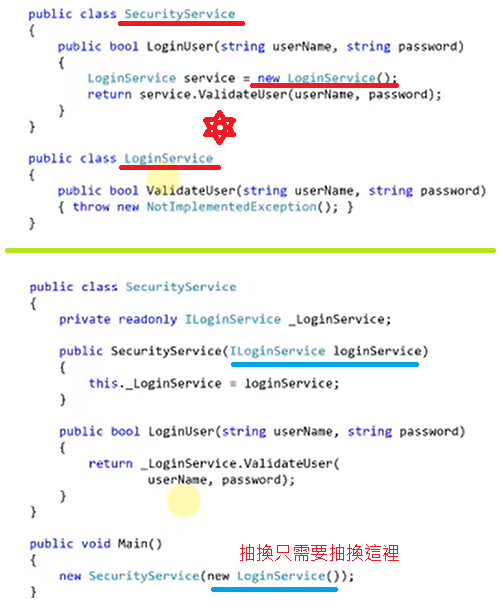 public class SecurityService
{
public bool LoginUser(string userName, string password)
{
LoginService service = new LoginService();
return service.ValidateUser(userName, password);
}
}
public class LoginService
{
public bool ValidateUser(string userName, string password)
{ throw new NotImplementedException(); }
}
public class SecurityService
{
private readonly ILoginService _LoginService;
public SecurityService(ILoginService loginService)
{
this._LoginService = loginService;
}
public bool LoginUser(string userName, string password)
{
return _LoginService.ValidateUser(
userName, password);
}
}
public void Main()
抽換只需要抽換這裡
{
new SecurityService(new LoginService());
}